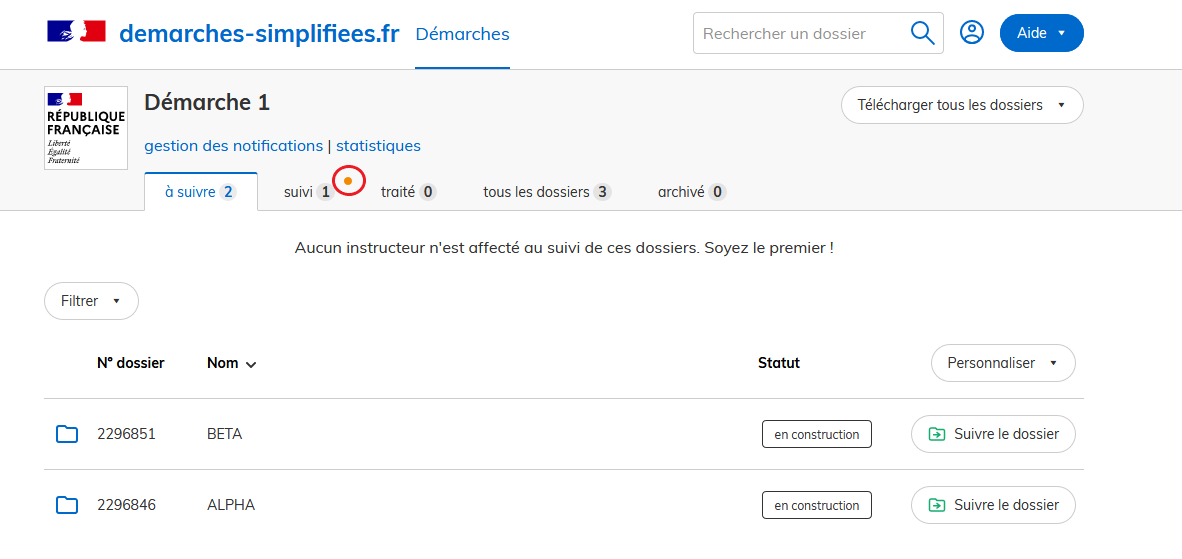 demarches-simplifiees.fr Démarches Rechercher un dossier Aide
RÉPUBLIQUE
FRANÇAISE
Liberté
Égalité
Fraternité
Démarche 1
Télécharger tous les dossiers
gestion des notifications | statistiques
à suivre 2 suivi 1 traité 0 tous les dossiers 3 archivé 0
Aucun instructeur n'est affecté au suivi de ces dossiers. Soyez le premier !
Filtrer
Nº dossier Nom Statut Personnaliser
2296851 BETA en construction Suivre le dossier
2296846 ALPHA en construction Suivre le dossier